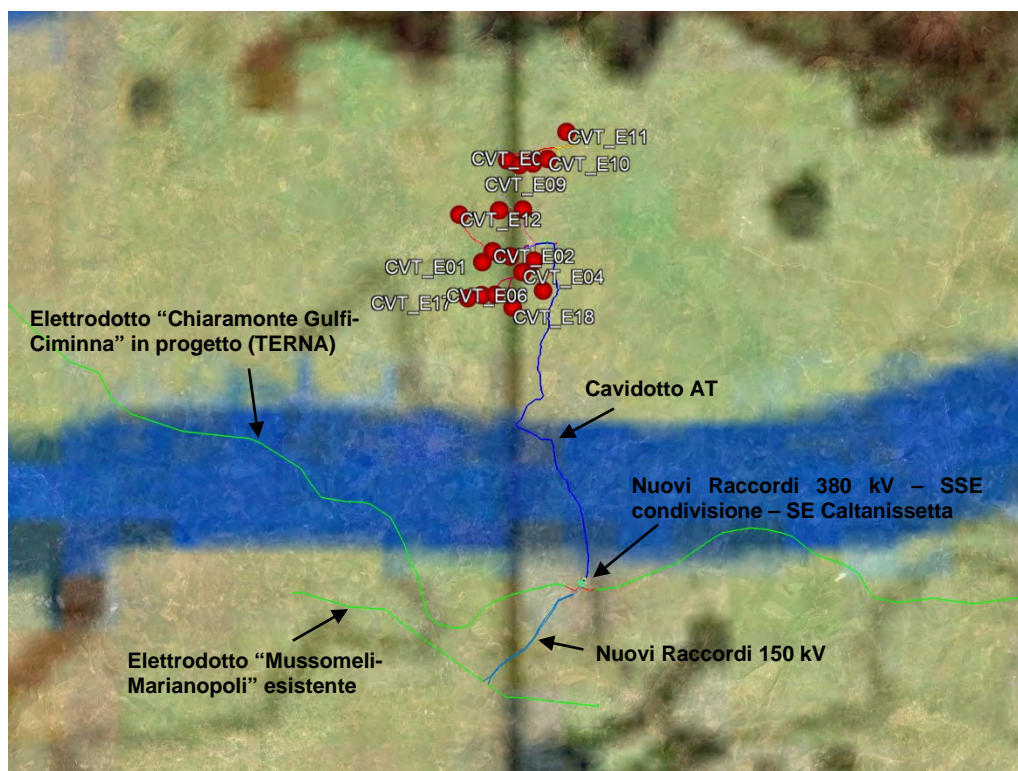 CVT_E11
CVT_E0
CVT_E10
CVT_E09
CVT_E12
CVT_E02
CVT_E01
CVT_E04
CVT_E17
CVT_E06
CVT_E18
Elettrodotto “Chiaramonte Gulfi-
Ciminna” in progetto (TERNA)
Cavidotto AT
Nuovi Raccordi 380 kV – SSE
condivisione – SE Caltanissetta
Elettrodotto “Mussomeli-
Marianopoli” esistente
Nuovi Raccordi 150 kV